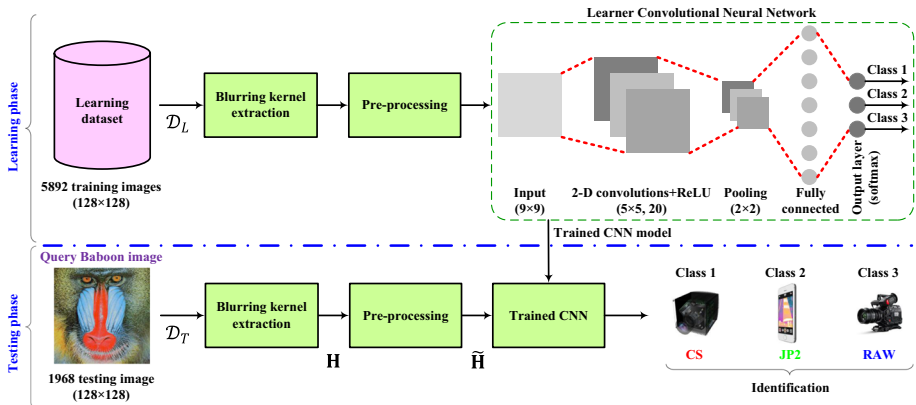 Learner Convolutional Neural Network
Learning phase
Learning
dataset
5892 training images
(128×128)
𝒟L
Blurring kernel
extraction
Pre-processing
Input
(9×9)
2-D convolutions+ReLU
(5×5, 20)
Pooling
(2×2)
Fully
connected
Output layer
(softmax)
Class 1
Class 2
Class 3
Trained CNN model
Testing phase
Query Baboon image
1968 testing image
(128×128)
𝒟T
Blurring kernel
extraction
H
Pre-processing
H̃
Trained CNN
Class 1
Class 2
Class 3
CS
JP2
RAW
Identification